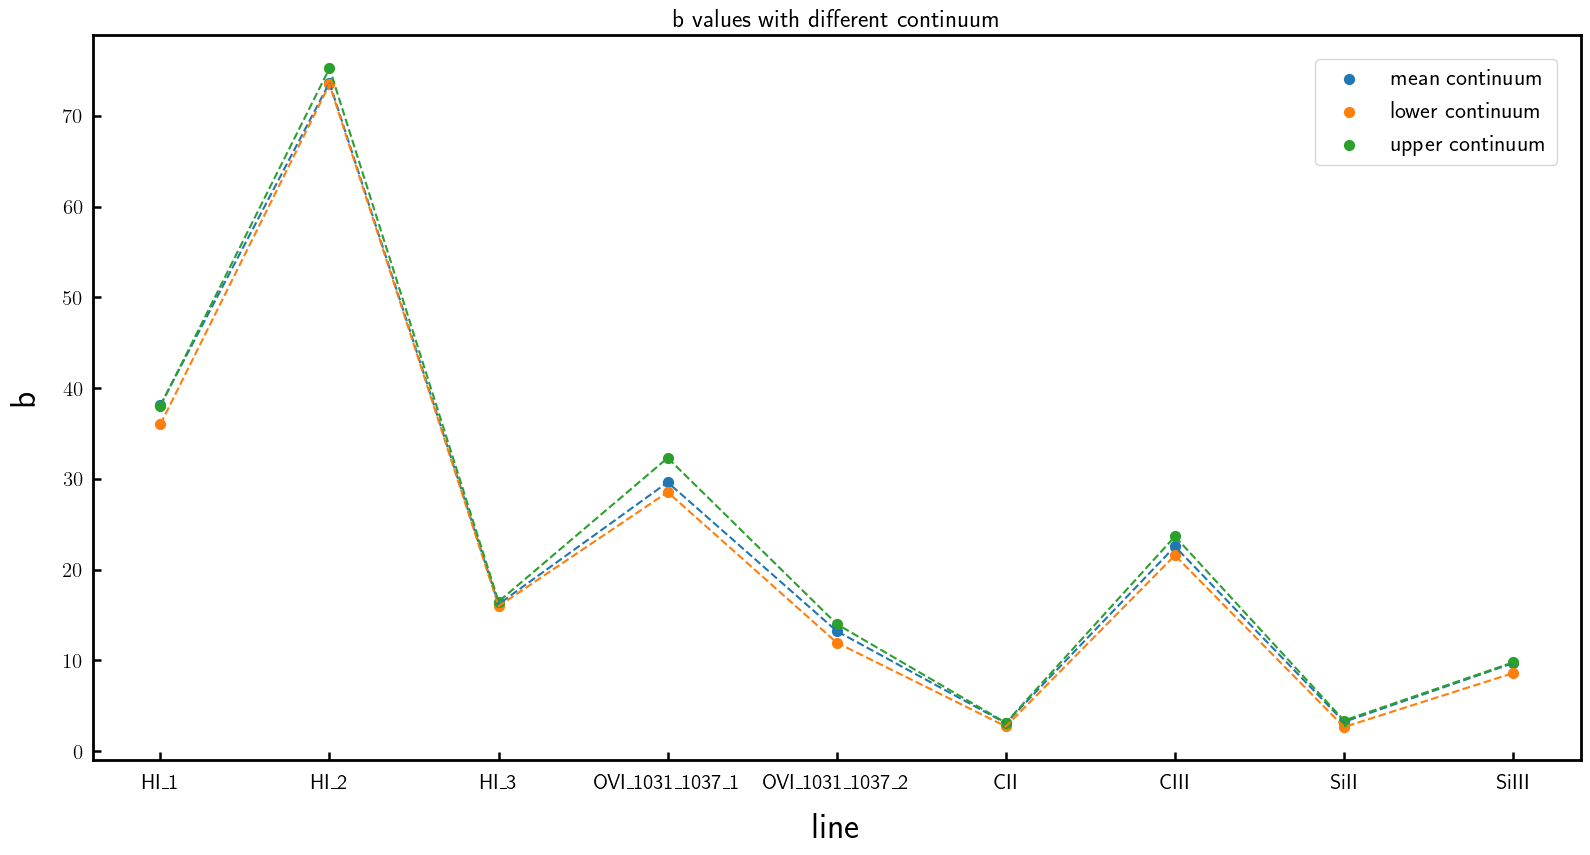 b values with different continuum
mean continuum
lower continuum
upper continuum
b
70
60
50
40
30
20
10
0
HI_1 HI_2 HI_3 OVI_1031_1037_1 OVI_1031_1037_2 CII CIII SiII SiIII
line